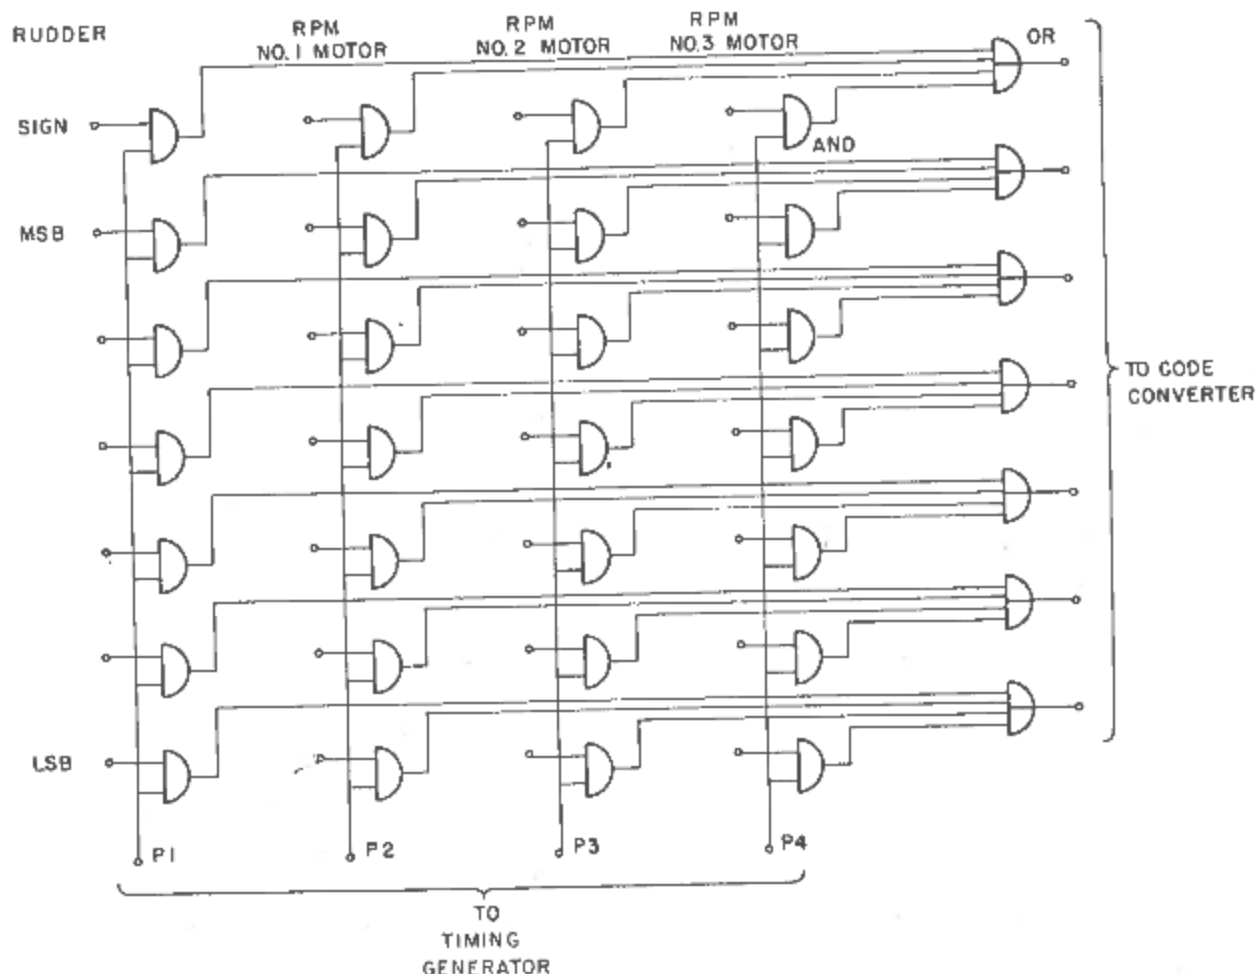 RUDDER
RPM
NO. 1 MOTOR
RPM
NO. 2 MOTOR
RPM
NO. 3 MOTOR
OR
SIGN
AND
MSB
TO CODE
CONVERTER
LSB
P1
P2
P3
P4
TO
TIMING
GENERATOR